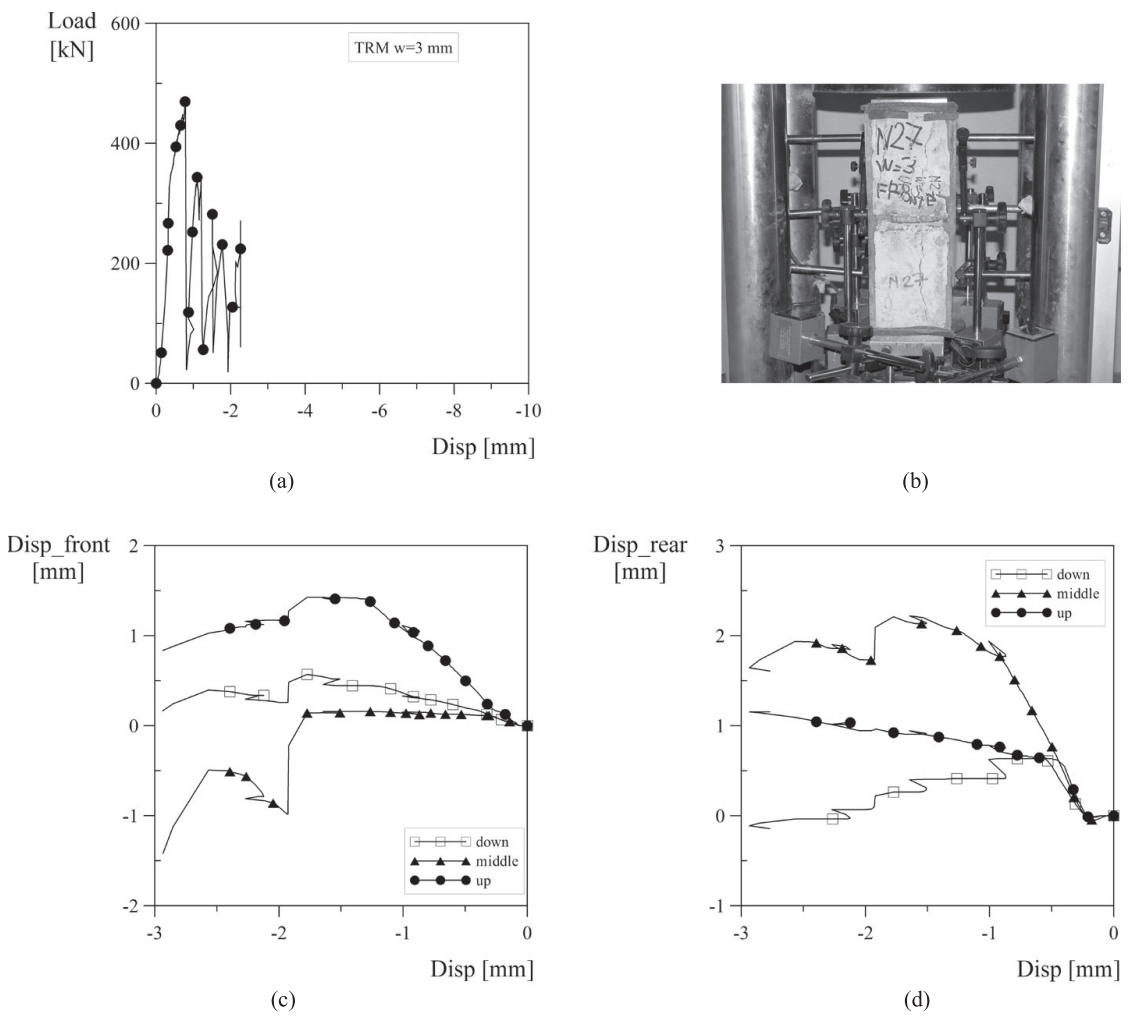 Load
[kN]
600
400
200
0
TRM w=3 mm
0 -2 -4 -6 -8 -10
Disp [mm]
(a)
N27
W=3
N27
(b)
Disp_front
[mm]
2
1
0
-1
-2
down
middle
up
-3 -2 -1 0
Disp [mm]
(c)
Disp_rear
[mm]
3
2
1
0
-1
down
middle
up
-3 -2 -1 0
Disp [mm]
(d)